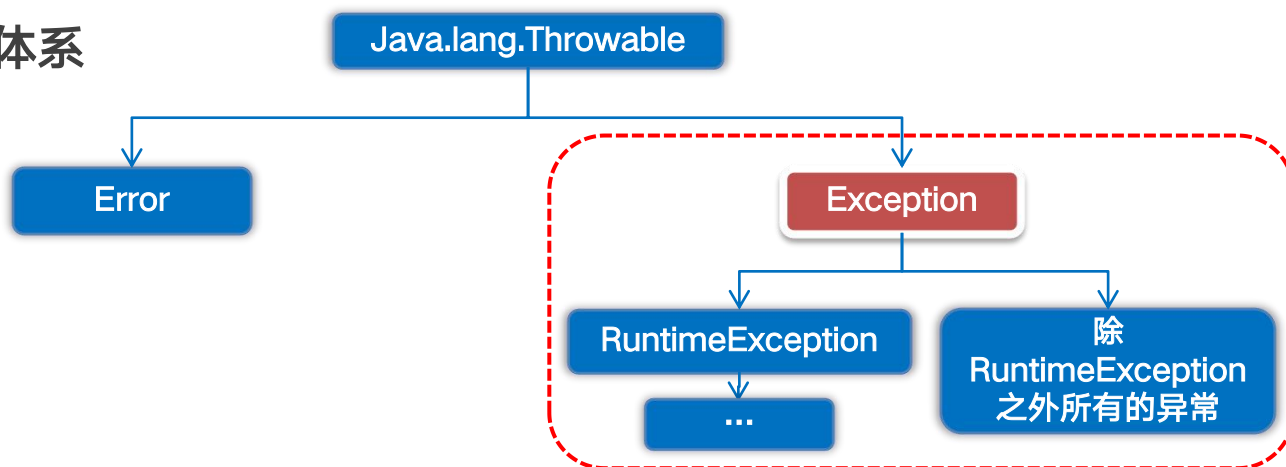 体系
Java.lang.Throwable
Error
Exception
RuntimeException
...
除
RuntimeException
之外所有的异常